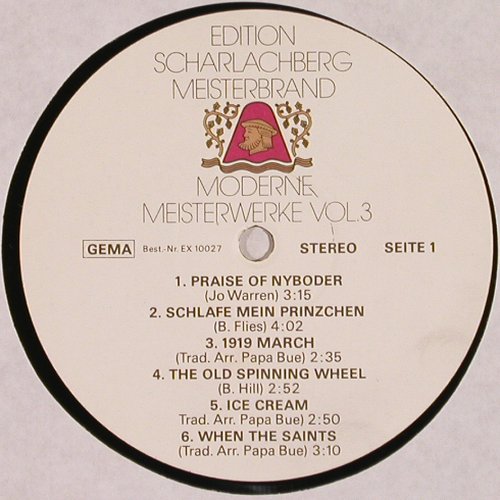 EDITION
SCHARLACHBERG
MEISTERBRAND
MODERNE
MEISTERWERKE VOL.3
GEMA Best.-Nr. EX 10027 STEREO SEITE 1
1. PRAISE OF NYBODER
(Jo Warren) 3:15
2. SCHLAFE MEIN PRINZCHEN
(B. Flies) 4:02
3. 1919 MARCH
(Trad. Arr. Papa Bue) 2:35
4. THE OLD SPINNING WHEEL
(B. Hill) 2:52
5. ICE CREAM
Trad. Arr. Papa Bue) 2:50
6. WHEN THE SAINTS
(Trad. Arr. Papa Bue) 3:10